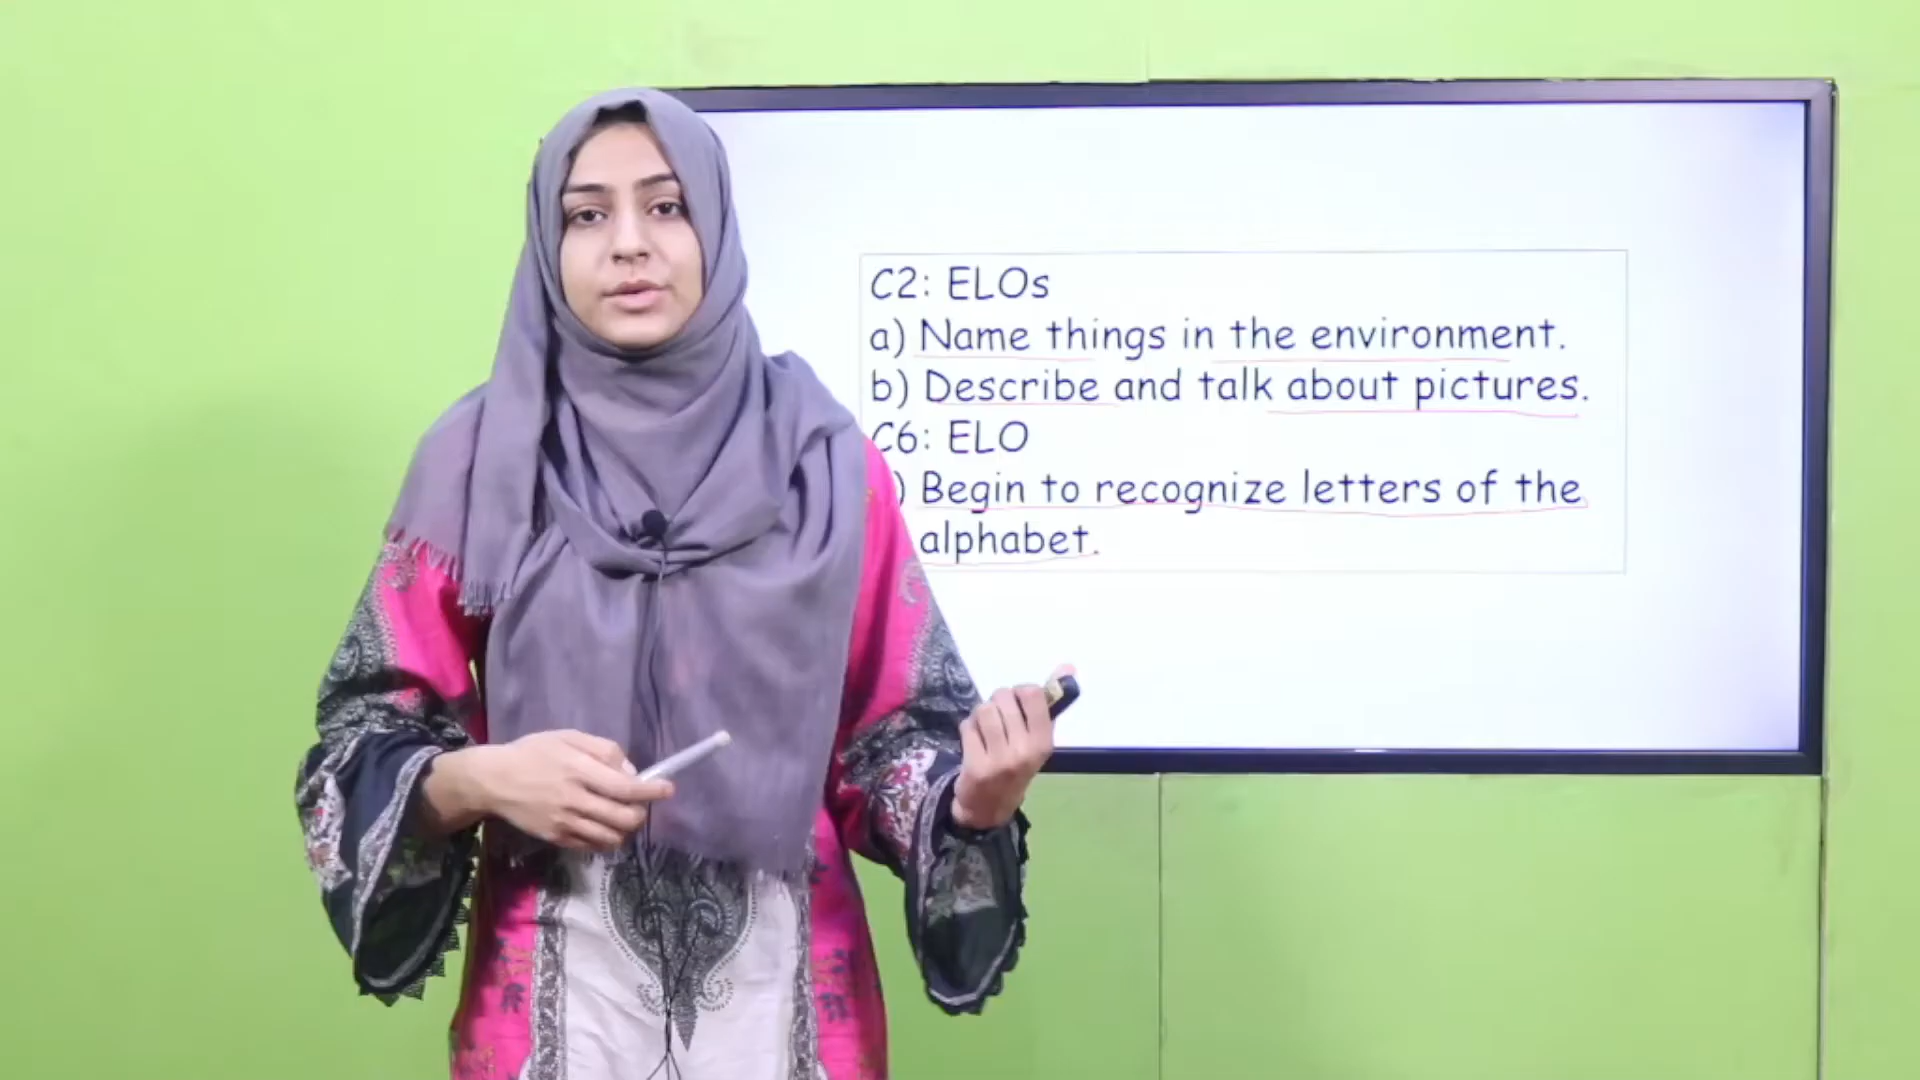 C2: ELOs
a) Name things in the environment.
b) Describe and talk about pictures.
C6: ELO
) Begin to recognize letters of the
alphabet.